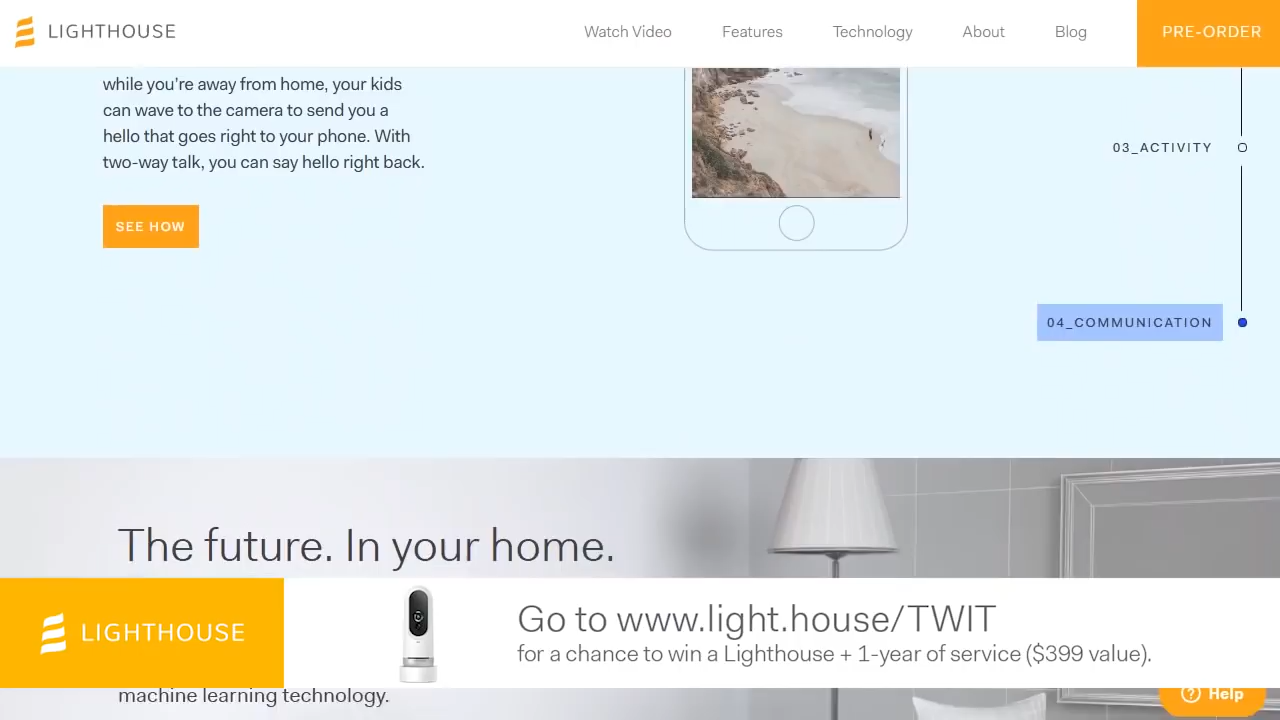 LIGHTHOUSE
Watch Video
Features
Technology
About
Blog
PRE-ORDER
while you're away from home, your kids
can wave to the camera to send you a
hello that goes right to your phone. With
two-way talk, you can say hello right back.
SEE HOW
03_ACTIVITY
04_COMMUNICATION
The future. In your home.
LIGHTHOUSE
Go to www.light.house/TWIT
for a chance to win a Lighthouse + 1-year of service ($399 value).
machine learning technology.
Help